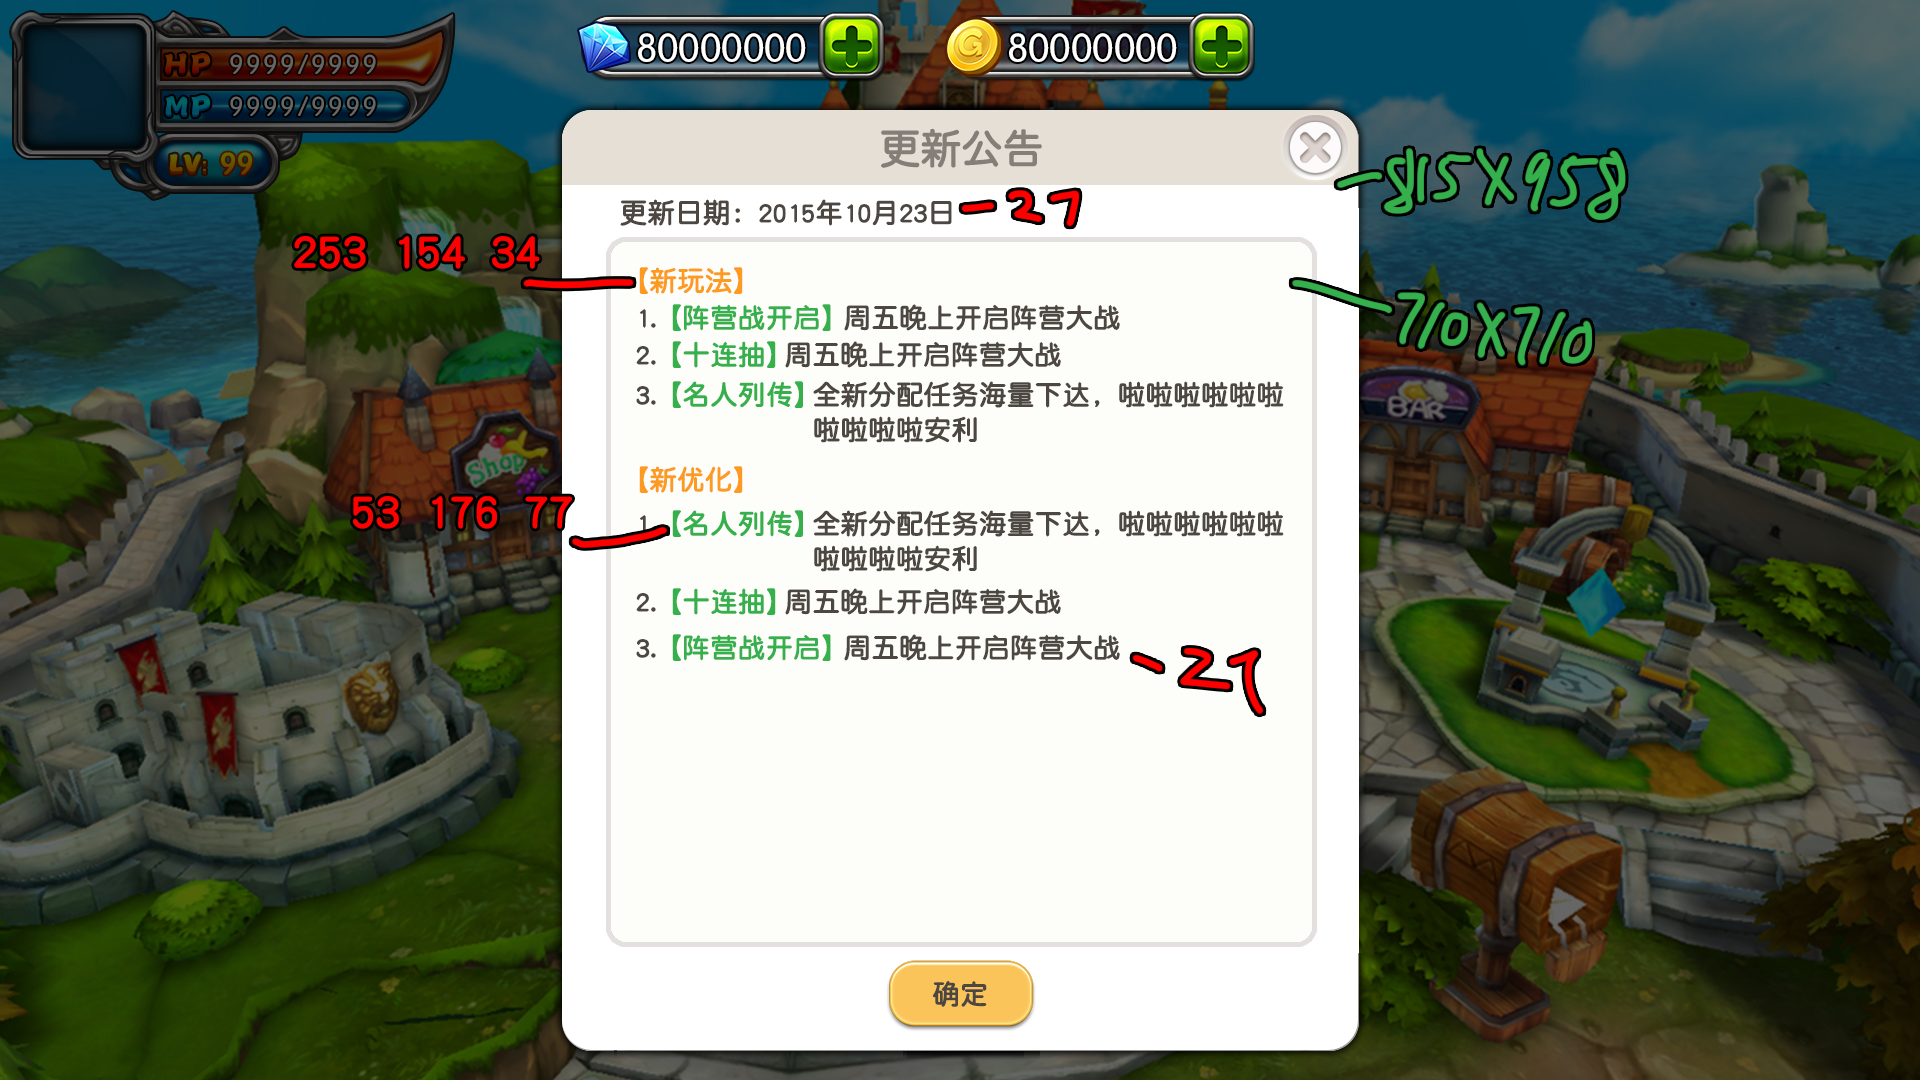 HP 9999/9999
MP 9999/9999
LV: 99
80000000
80000000
更新公告
815X958
更新日期：2015年10月23日
-27
253 154 34
【新玩法】
710X710
1.【阵营战开启】周五晚上开启阵营大战
2.【十连抽】周五晚上开启阵营大战
3.【名人列传】全新分配任务海量下达，啦啦啦啦啦啦
啦啦啦啦安利
Shop
BAR
【新优化】
53 176 77
1.【名人列传】全新分配任务海量下达，啦啦啦啦啦啦
啦啦啦啦安利
2.【十连抽】周五晚上开启阵营大战
3.【阵营战开启】周五晚上开启阵营大战
-27
确定